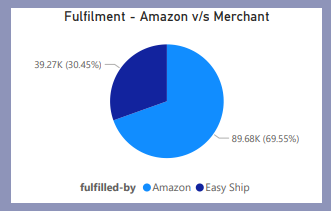 Fulfilment - Amazon v/s Merchant
39.27K (30.45%)
89.68K (69.55%)
fulfilled-by Amazon Easy Ship